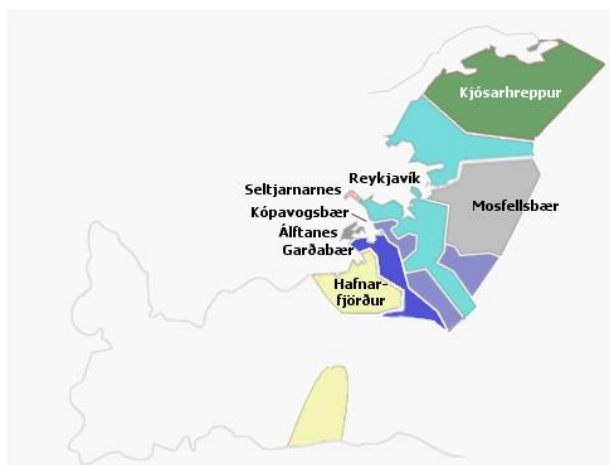 Kjósarhreppur
Reykjavík
Seltjarnarnes
Mosfellsbær
Kópavogsbær
Álftanes
Garðabær
Hafnar-
fjörður